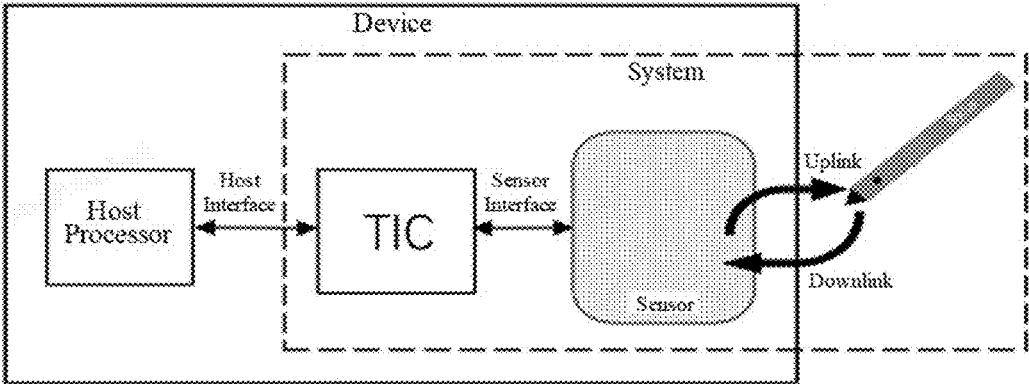 Device
System
Uplink
Host
Interface
Sensor
Interface
Host
Processor
TIC
Downlink
Sensor